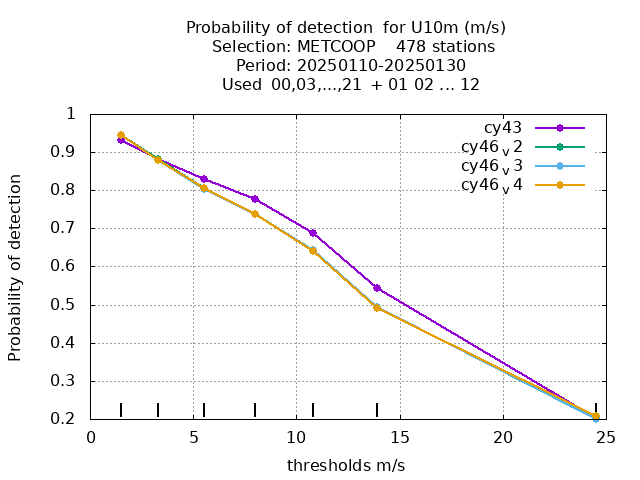 Probability of detection  for U10m (m/s)
Selection: METCOOP    478 stations
Period: 20250110-20250130
Used  00,03,...,21  + 01 02 ... 12
cy43
cy46 v 2
cy46 v 3
cy46 v 4
Probability of detection
1
0.9
0.8
0.7
0.6
0.5
0.4
0.3
0.2
0 5 10 15 20 25
thresholds m/s